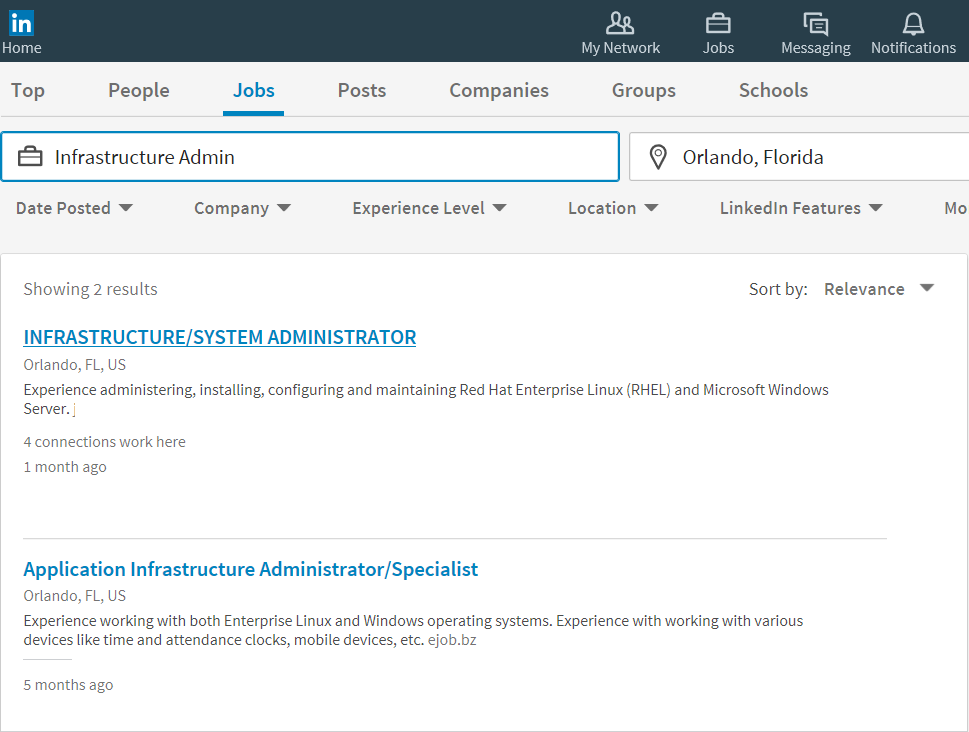 in
Home
My Network
Jobs
Messaging
Notifications
Top
People
Jobs
Posts
Companies
Groups
Schools
Infrastructure Admin
Orlando, Florida
Date Posted
Company
Experience Level
Location
LinkedIn Features
Mo
Showing 2 results
Sort by: Relevance
INFRASTRUCTURE/SYSTEM ADMINISTRATOR
Orlando, FL, US
Experience administering, installing, configuring and maintaining Red Hat Enterprise Linux (RHEL) and Microsoft Windows
Server. j
4 connections work here
1 month ago
Application Infrastructure Administrator/Specialist
Orlando, FL, US
Experience working with both Enterprise Linux and Windows operating systems. Experience with working with various
devices like time and attendance clocks, mobile devices, etc. ejob.bz
5 months ago